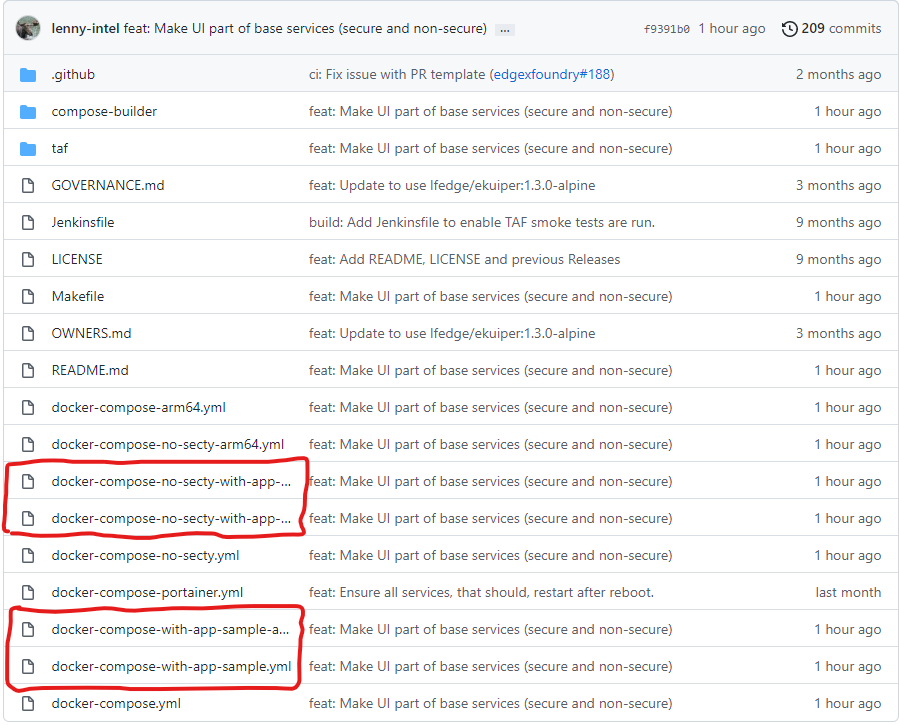 lenny-intel feat: Make UI part of base services (secure and non-secure) ... f9391b0 1 hour ago 209 commits
.github ci: Fix issue with PR template (edgexfoundry#188) 2 months ago
compose-builder feat: Make UI part of base services (secure and non-secure) 1 hour ago
taf feat: Make UI part of base services (secure and non-secure) 1 hour ago
GOVERNANCE.md feat: Update to use lfedge/ekuiper:1.3.0-alpine 3 months ago
Jenkinsfile build: Add Jenkinsfile to enable TAF smoke tests are run. 9 months ago
LICENSE feat: Add README, LICENSE and previous Releases 9 months ago
Makefile feat: Make UI part of base services (secure and non-secure) 1 hour ago
OWNERS.md feat: Update to use lfedge/ekuiper:1.3.0-alpine 3 months ago
README.md feat: Make UI part of base services (secure and non-secure) 1 hour ago
docker-compose-arm64.yml feat: Make UI part of base services (secure and non-secure) 1 hour ago
docker-compose-no-secty-arm64.yml feat: Make UI part of base services (secure and non-secure) 1 hour ago
docker-compose-no-secty-with-app-... feat: Make UI part of base services (secure and non-secure) 1 hour ago
docker-compose-no-secty-with-app-... feat: Make UI part of base services (secure and non-secure) 1 hour ago
docker-compose-no-secty.yml feat: Make UI part of base services (secure and non-secure) 1 hour ago
docker-compose-portainer.yml feat: Ensure all services, that should, restart after reboot. last month
docker-compose-with-app-sample-a... feat: Make UI part of base services (secure and non-secure) 1 hour ago
docker-compose-with-app-sample.yml feat: Make UI part of base services (secure and non-secure) 1 hour ago
docker-compose.yml feat: Make UI part of base services (secure and non-secure) 1 hour ago